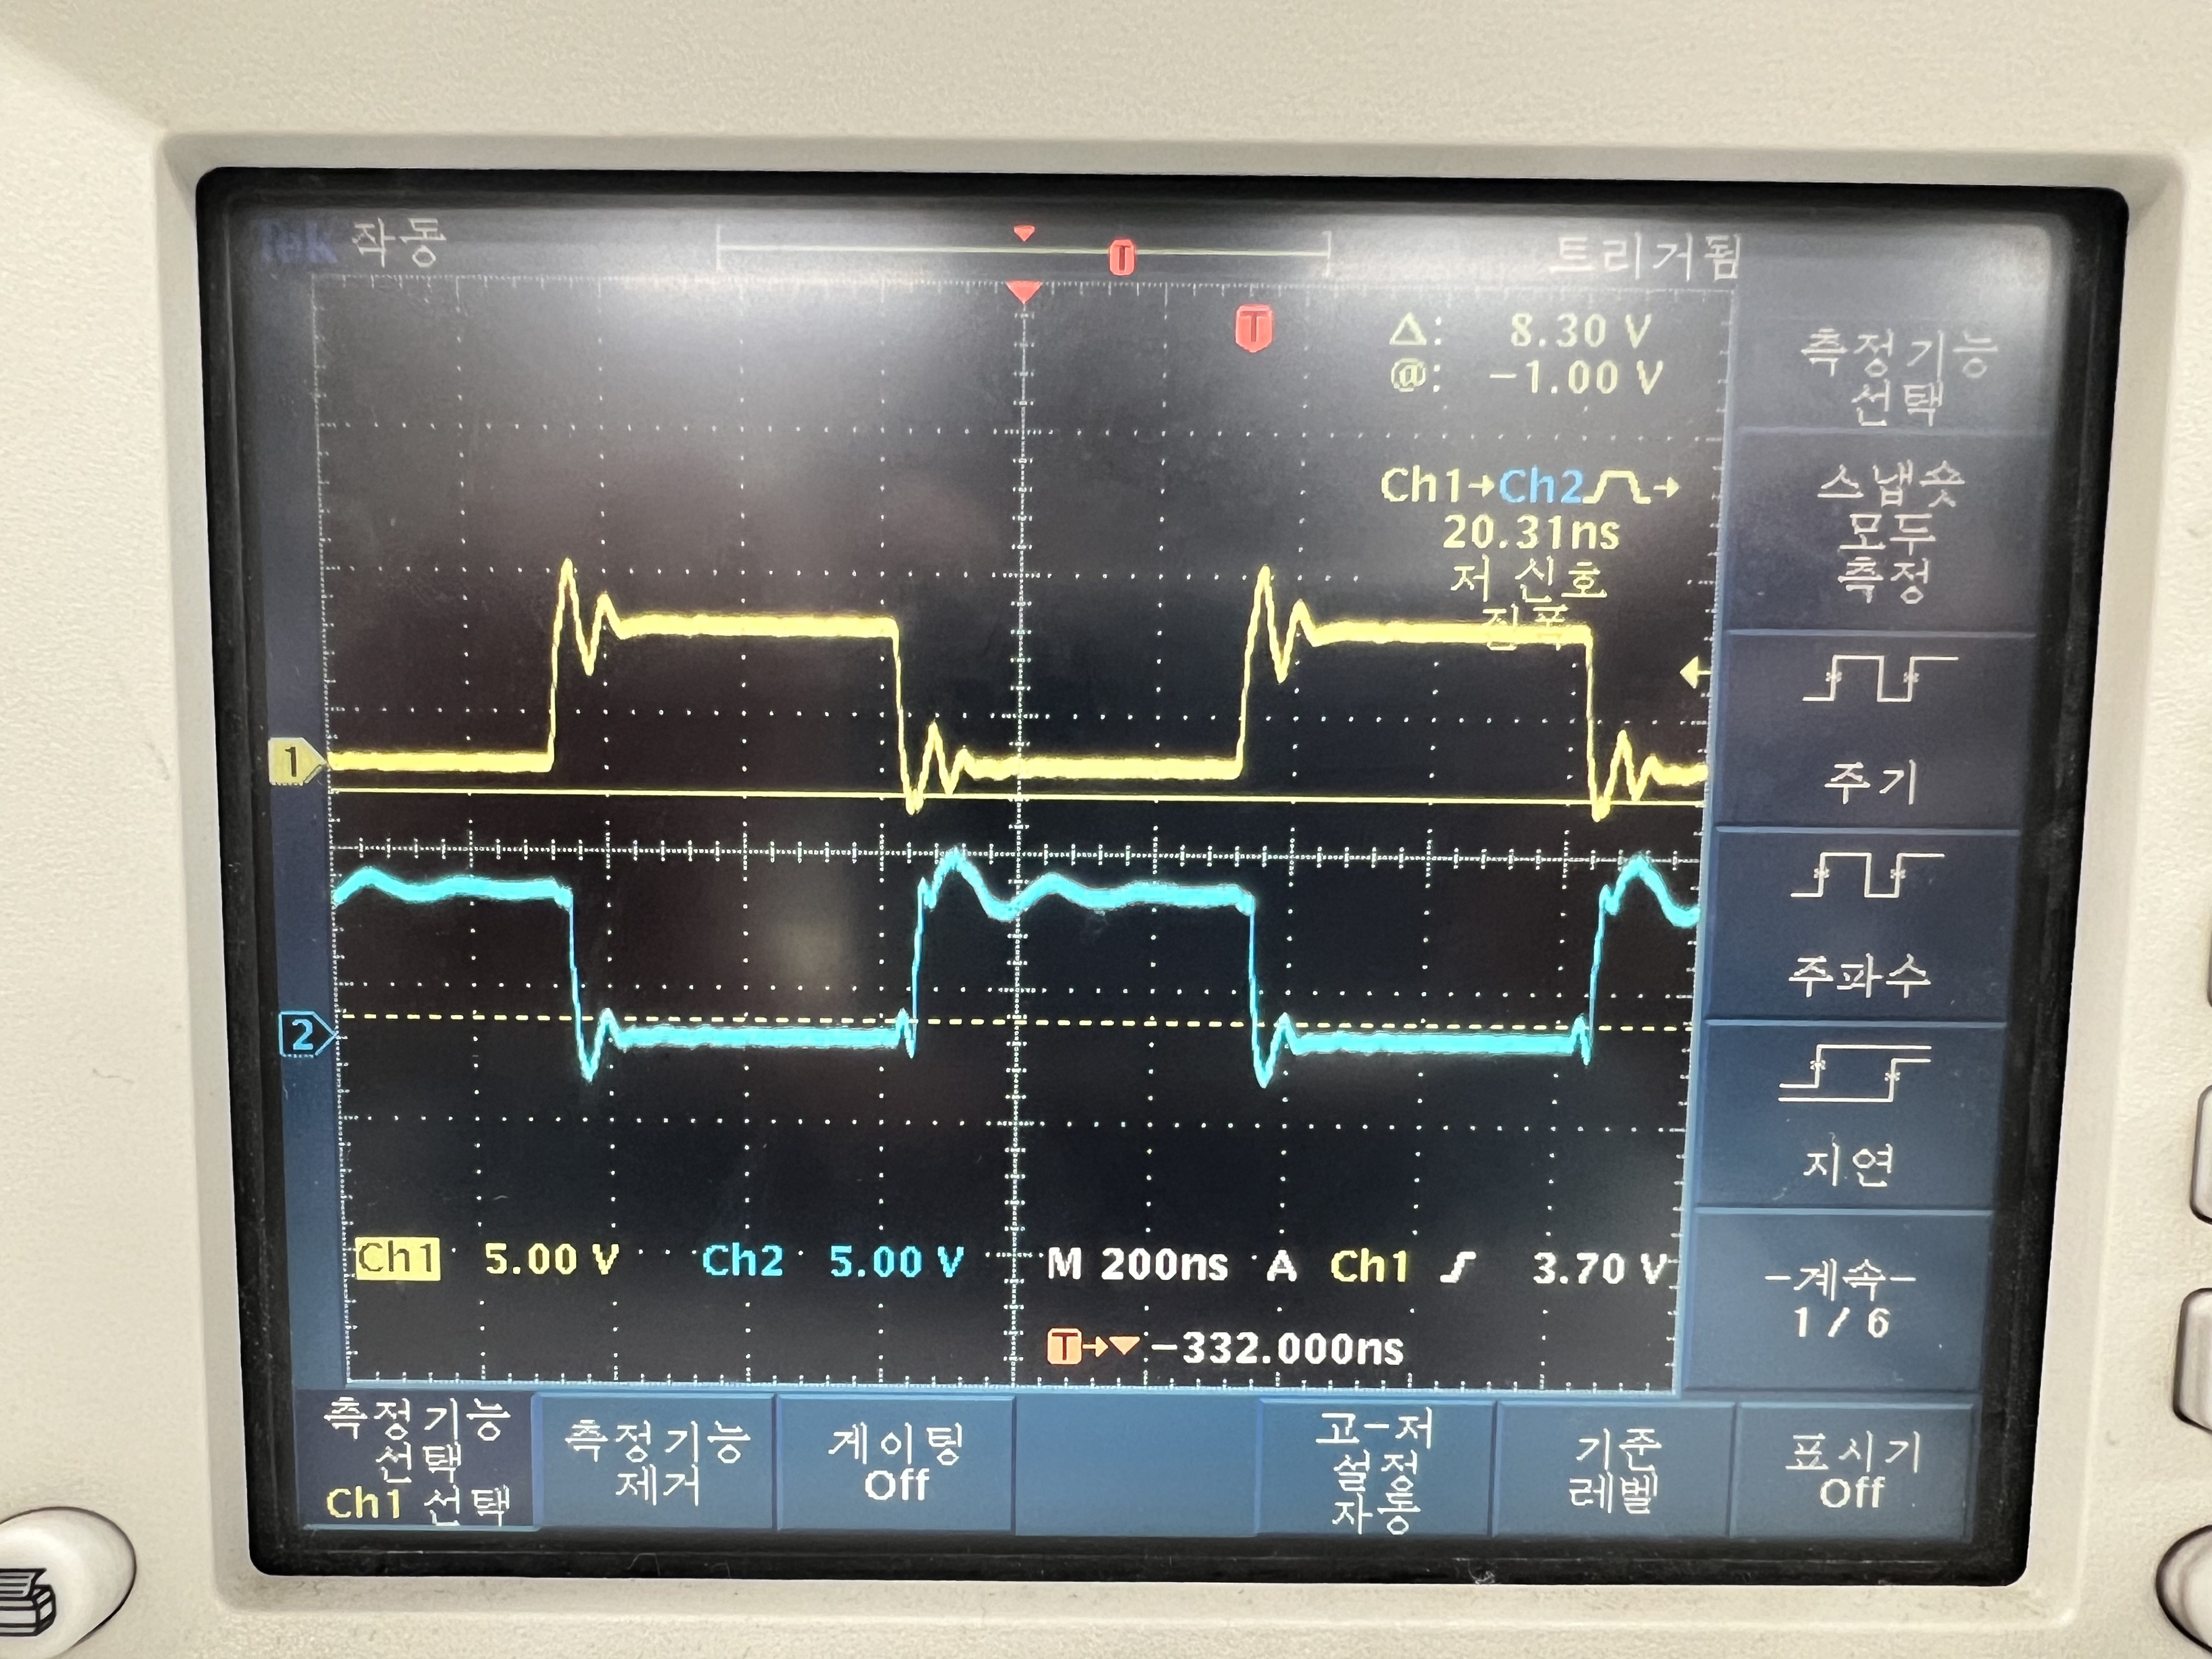 Tek 작동
트리거됨
T
T
Δ: 8.30 V
@: -1.00 V
Ch1→Ch2 →
20.31ns
저 신호
진폭
1
2
Ch1 5.00 V Ch2 5.00 V M 200ns A Ch1 3.70 V
T→▼ -332.000ns
측정기능
선택
스냅숏
모두
측정
주기
주파수
지연
-계속-
1 / 6
측정기능
선택
Ch1 선택
측정기능
제거
게이팅
Off
고-저
설정
자동
기준
레벨
표시기
Off